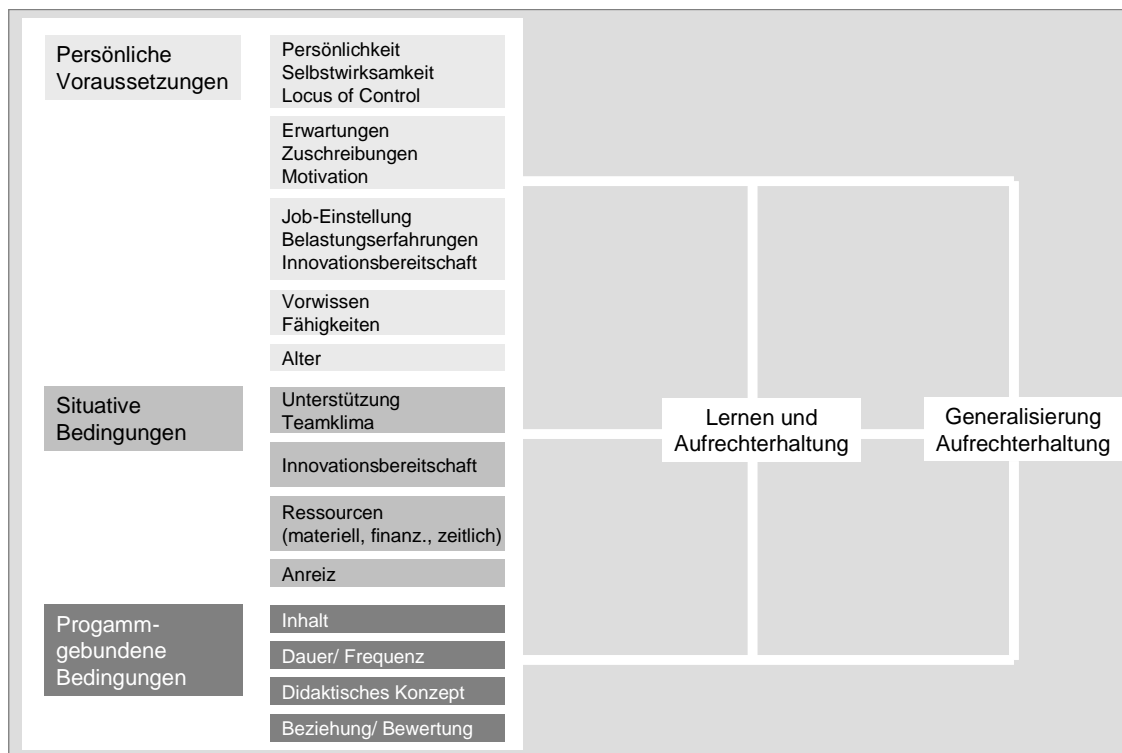 Persönliche
Voraussetzungen
Persönlichkeit
Selbstwirksamkeit
Locus of Control
Erwartungen
Zuschreibungen
Motivation
Job-Einstellung
Belastungserfahrungen
Innovationsbereitschaft
Vorwissen
Fähigkeiten
Alter
Situative
Bedingungen
Unterstützung
Teamklima
Innovationsbereitschaft
Ressourcen
(materiell, finanz., zeitlich)
Anreiz
Progamm-
gebundene
Bedingungen
Inhalt
Dauer/ Frequenz
Didaktisches Konzept
Beziehung/ Bewertung
Lernen und
Aufrechterhaltung
Generalisierung
Aufrechterhaltung